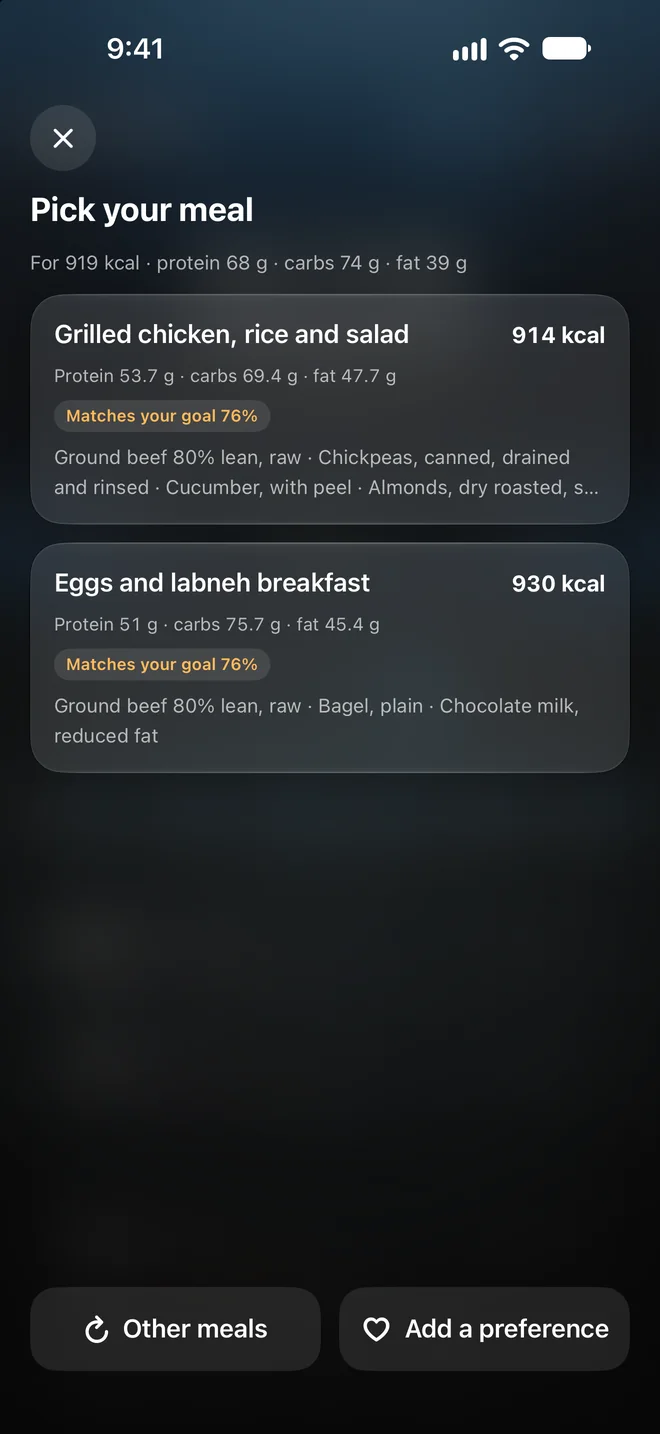 9:41
Pick your meal
For 919 kcal · protein 68 g · carbs 74 g · fat 39 g
Grilled chicken, rice and salad 914 kcal
Protein 53.7 g · carbs 69.4 g · fat 47.7 g
Matches your goal 76%
Ground beef 80% lean, raw · Chickpeas, canned, drained
and rinsed · Cucumber, with peel · Almonds, dry roasted, s...
Eggs and labneh breakfast 930 kcal
Protein 51 g · carbs 75.7 g · fat 45.4 g
Matches your goal 76%
Ground beef 80% lean, raw · Bagel, plain · Chocolate milk,
reduced fat
Other meals
Add a preference